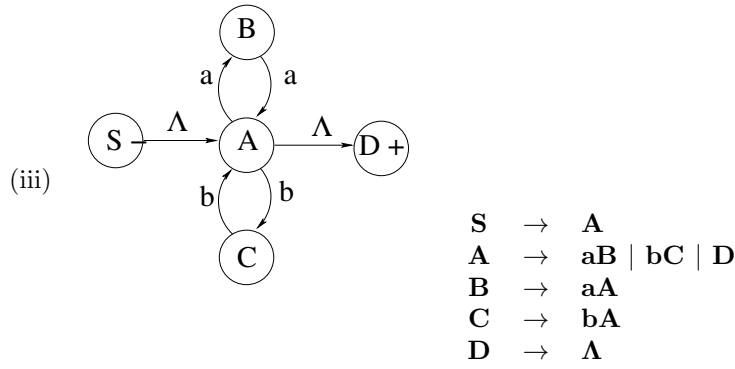 B
a a
Λ Λ
S − A D +
(iii)
b b
C
S → A
A → aB | bC | D
B → aA
C → bA
D → Λ